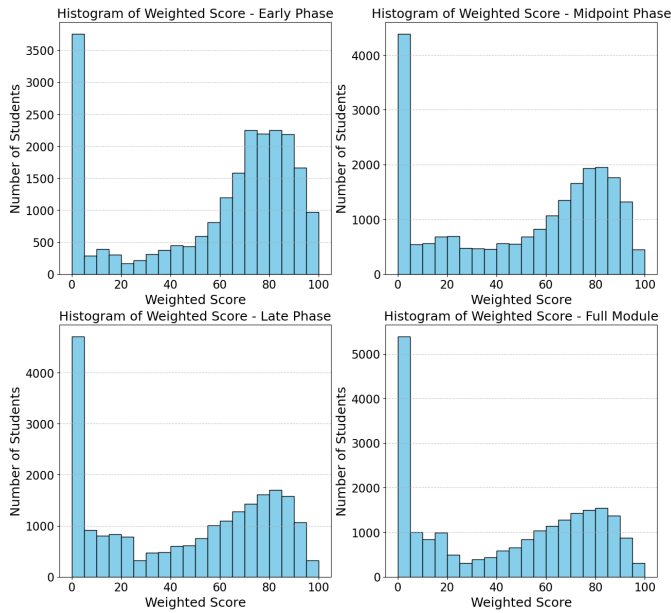 Histogram of Weighted Score - Early Phase
3500
3000
2500
2000
1500
1000
500
0
Number of Students
0 20 40 60 80 100
Weighted Score
Histogram of Weighted Score - Midpoint Phase
4000
3000
2000
1000
0
Number of Students
0 20 40 60 80 100
Weighted Score
Histogram of Weighted Score - Late Phase
4000
3000
2000
1000
0
Number of Students
0 20 40 60 80 100
Weighted Score
Histogram of Weighted Score - Full Module
5000
4000
3000
2000
1000
0
Number of Students
0 20 40 60 80 100
Weighted Score